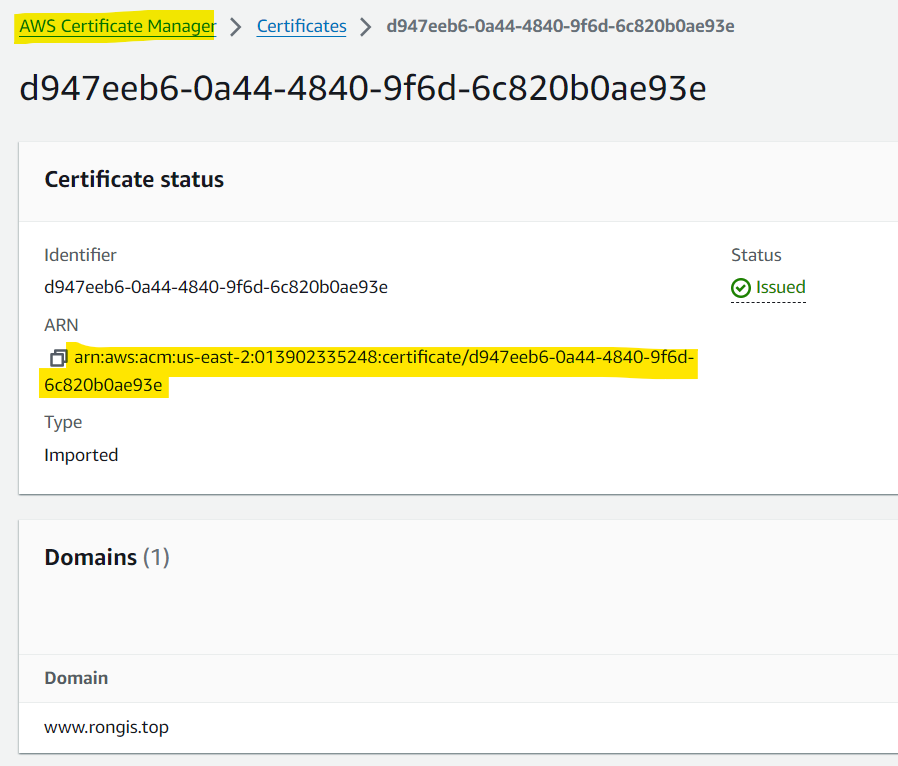 AWS Certificate Manager > Certificates > d947eeb6-0a44-4840-9f6d-6c820b0ae93e
d947eeb6-0a44-4840-9f6d-6c820b0ae93e
Certificate status
Identifier
d947eeb6-0a44-4840-9f6d-6c820b0ae93e
Status
Issued
ARN
arn:aws:acm:us-east-2:013902335248:certificate/d947eeb6-0a44-4840-9f6d-
6c820b0ae93e
Type
Imported
Domains (1)
Domain
www.rongis.top